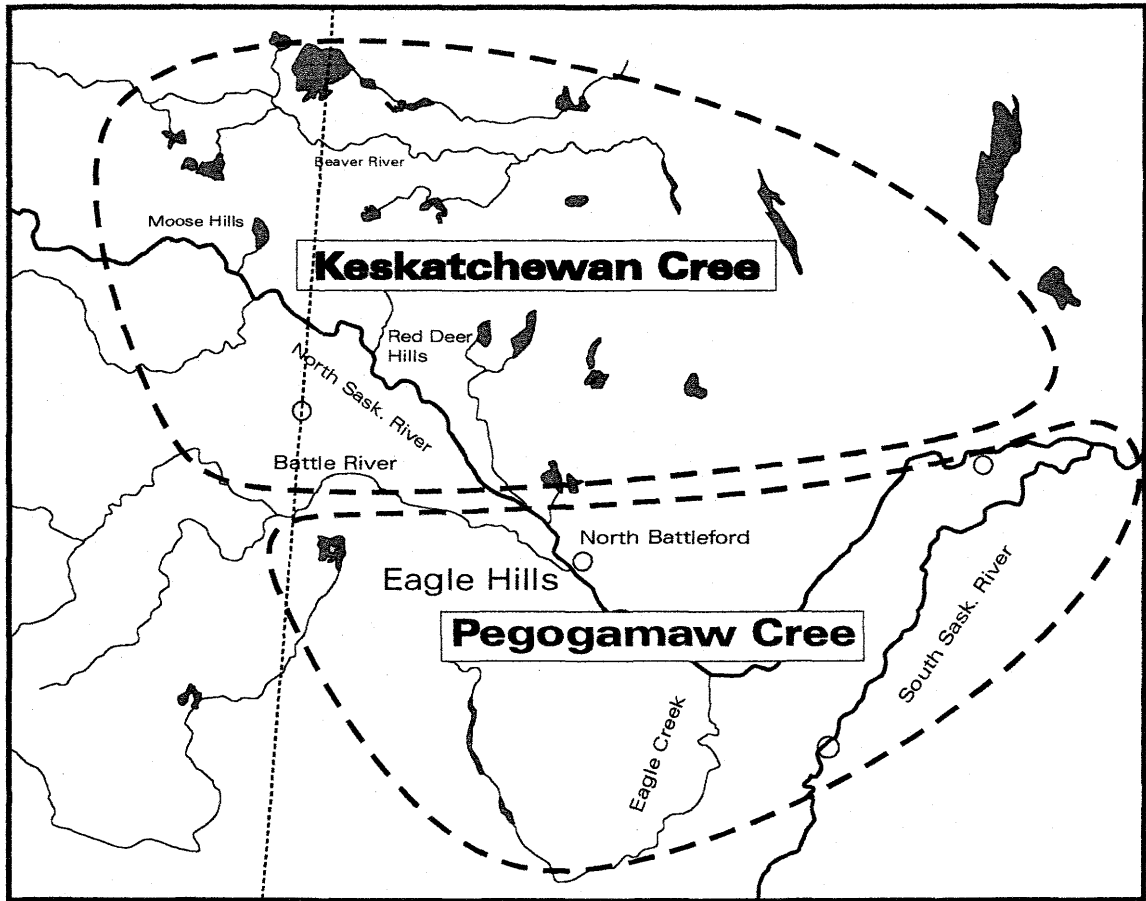 Beaver River
Moose Hills
Keskatchewan Cree
Red Deer
Hills
North Sask. River
Battle River
North Battleford
Eagle Hills
Pegogamaw Cree
South Sask. River
Eagle Creek